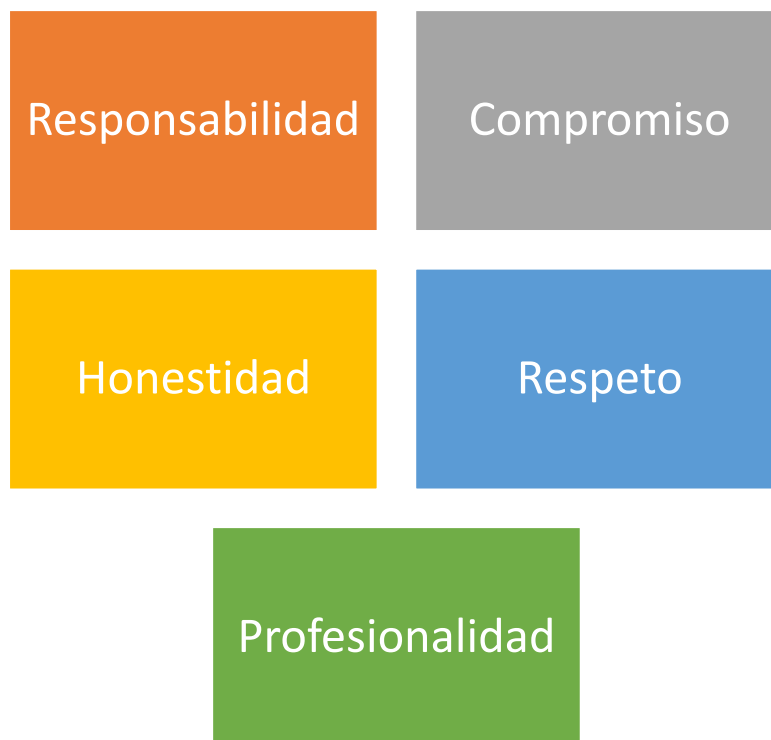 Responsabilidad
Compromiso
Honestidad
Respeto
Profesionalidad